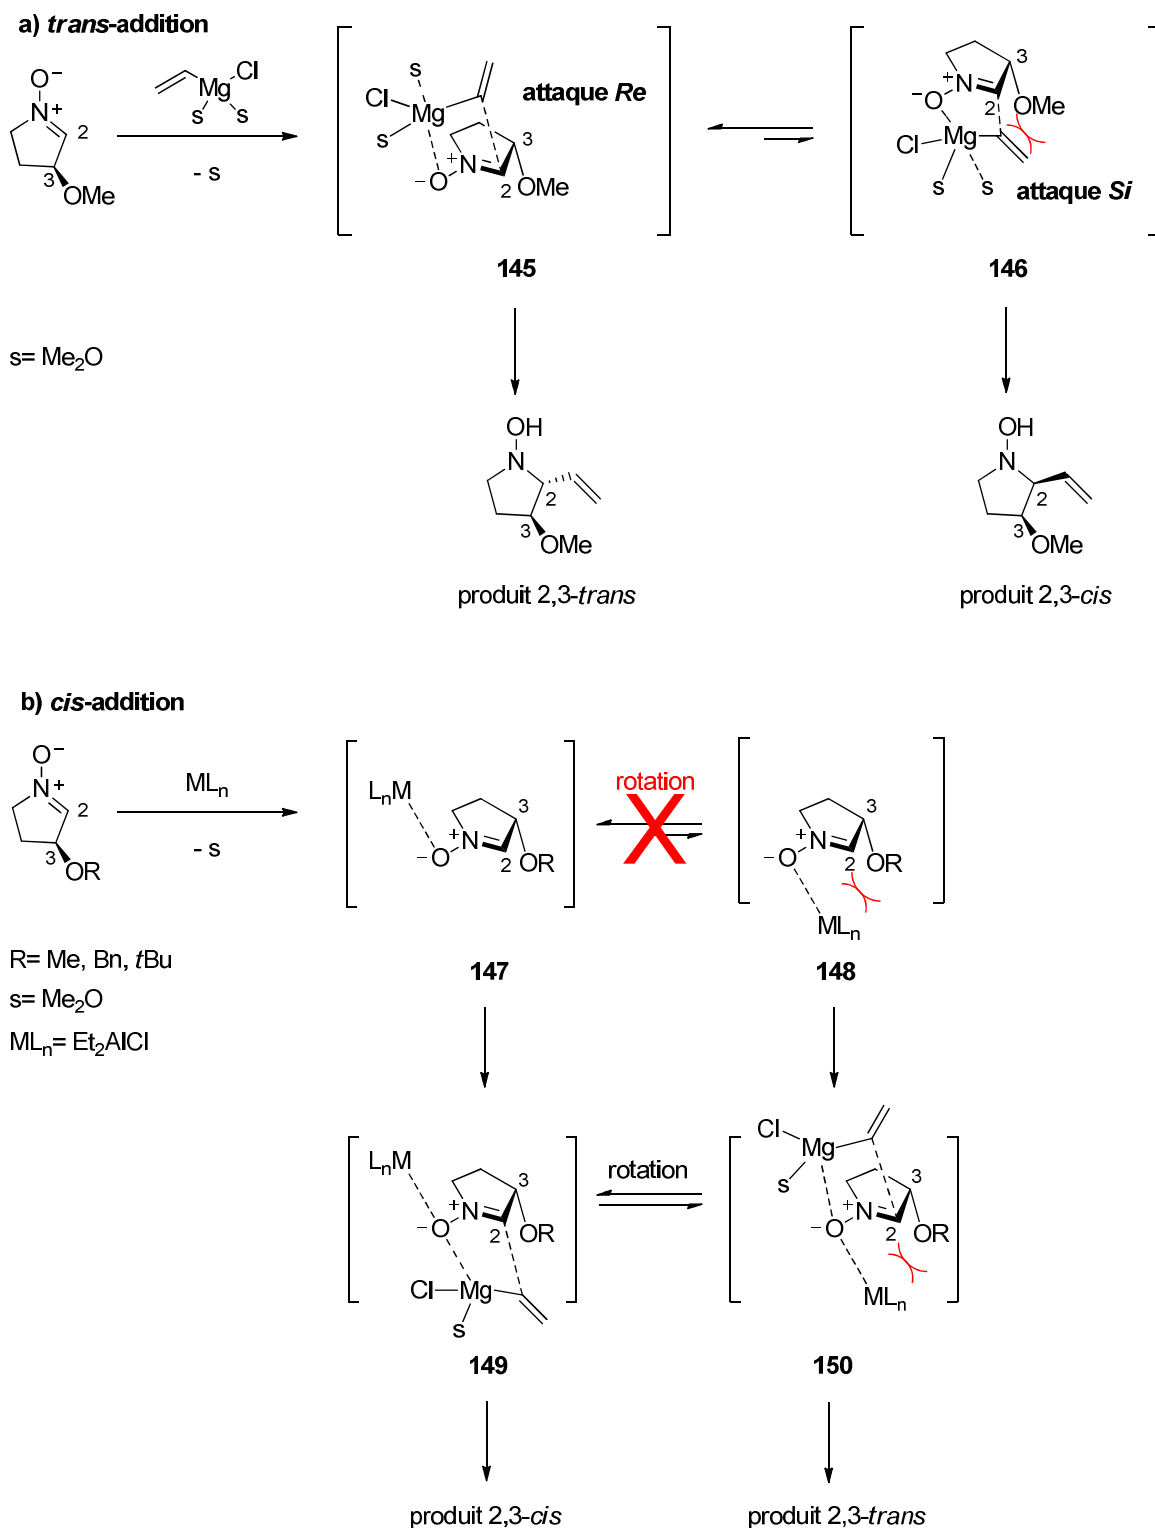 a) trans-addition
O⁻
N⁺
2
3
OMe
Cl
Mg
s s
- s
s
Cl
Mg
s
attaque Re
3
⁻O
N⁺
2
OMe
3
N⁺
⁻O
2
OMe
Cl
Mg
s s
attaque Si
145
146
s= Me₂O
OH
N
2
3
OMe
produit 2,3-trans
OH
N
2
3
OMe
produit 2,3-cis
b) cis-addition
O⁻
N⁺
2
3
OR
MLₙ
- s
LₙM
3
⁻O
N⁺
2
OR
rotation
3
⁻O
N⁺
2
OR
MLₙ
R= Me, Bn, tBu
s= Me₂O
MLₙ= Et₂AlCl
147
148
LₙM
3
⁻O
N⁺
2
OR
Cl
Mg
s
rotation
Cl
Mg
s
3
⁻O
N⁺
2
OR
MLₙ
149
150
produit 2,3-cis
produit 2,3-trans